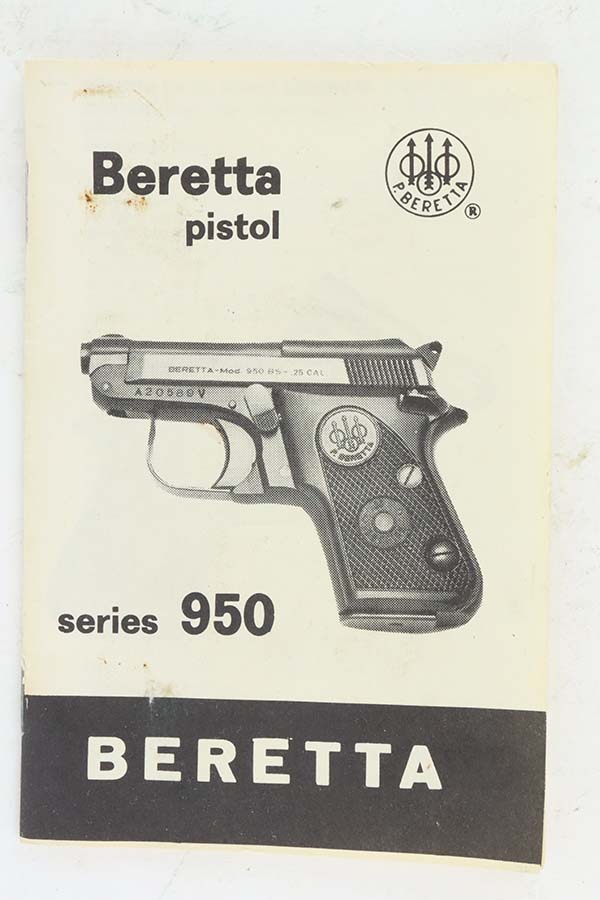 Beretta
pistol
P. BERETTA
®
BERETTA-Mod. 950 BS-.25 CAL.
A20589V
P. BERETTA
series 950
BERETTA